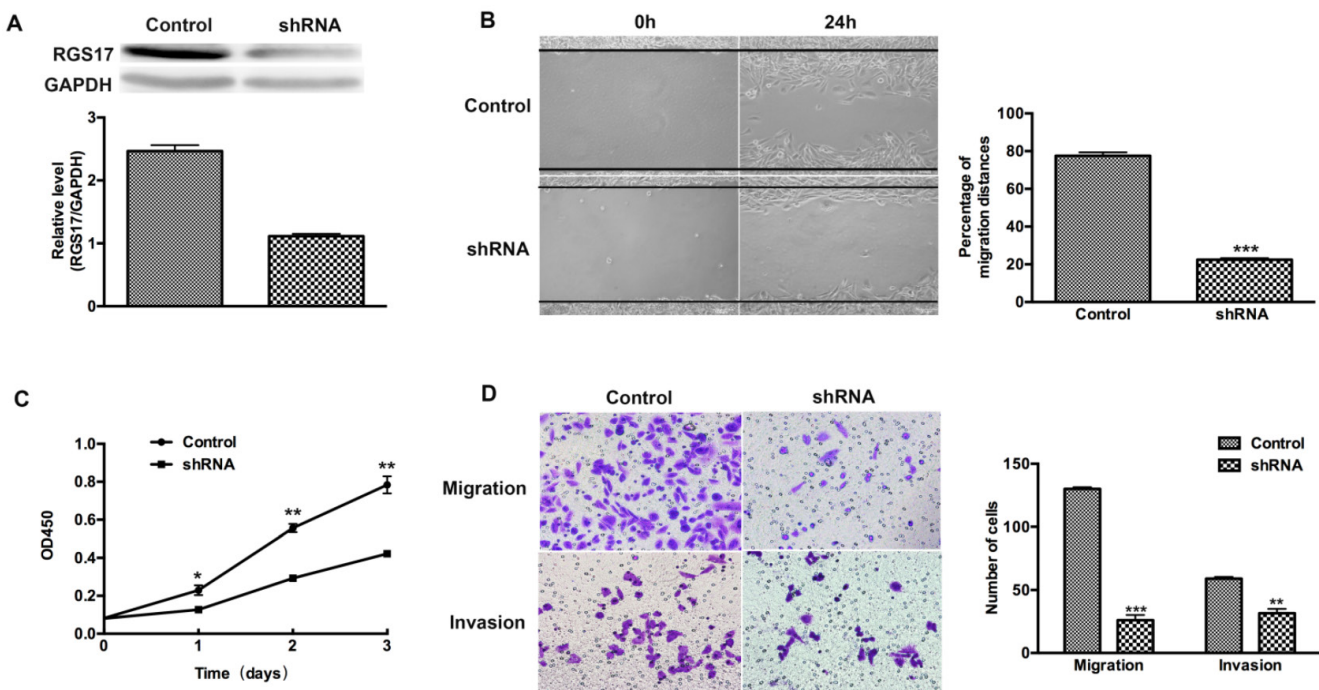 A
Control shRNA
RGS17
GAPDH
3
2
1
0
Relative level
(RGS17/GAPDH)
B
0h 24h
Control
shRNA
100
80
60
40
20
0
Percentage of
migration distances
***
Control shRNA
C
Control
shRNA
1.0
0.8
0.6
0.4
0.2
0.0
OD450
*
**
**
0 1 2 3
Time (days)
D
Control shRNA
Migration
Invasion
Control
shRNA
150
100
50
0
Number of cells
***
**
Migration Invasion